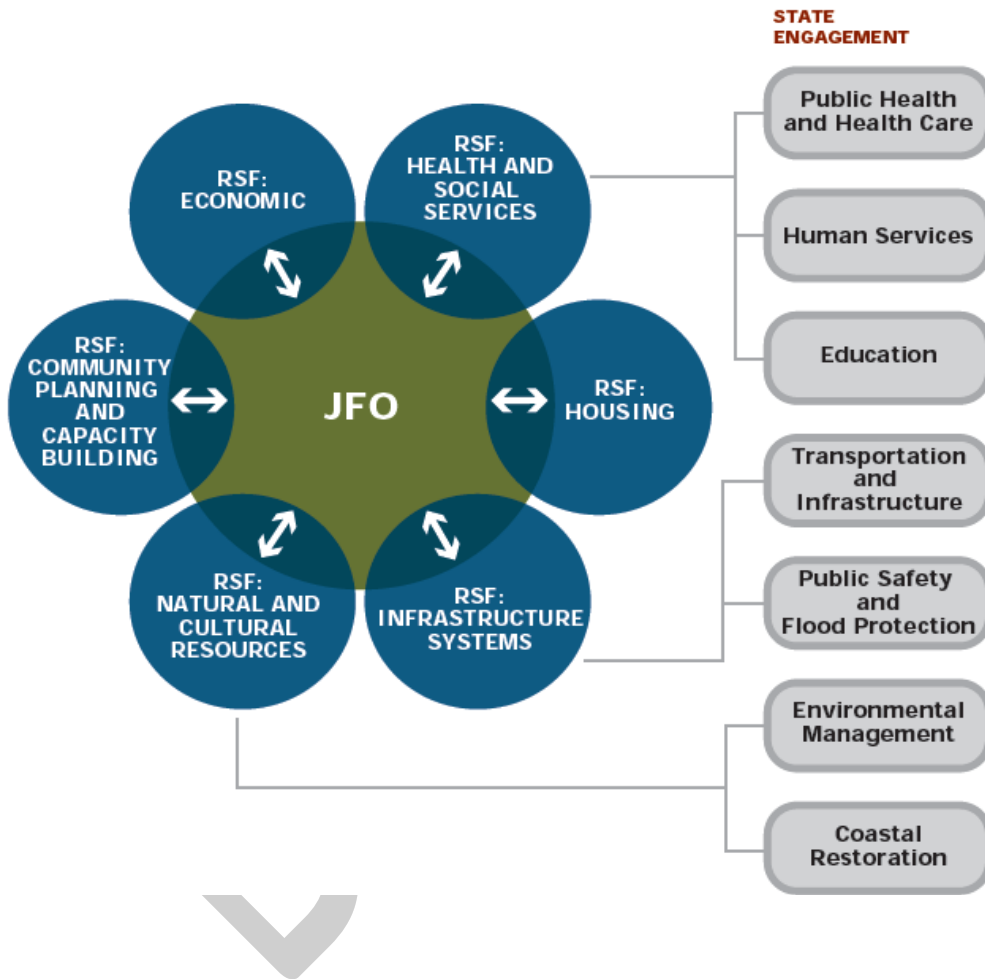 STATE
ENGAGEMENT
Public Health
and Health Care
Human Services
Education
Transportation
and
Infrastructure
Public Safety
and
Flood Protection
Environmental
Management
Coastal
Restoration
RSF:
ECONOMIC
RSF:
HEALTH AND
SOCIAL
SERVICES
RSF:
COMMUNITY
PLANNING
AND
CAPACITY
BUILDING
JFO
RSF:
HOUSING
RSF:
NATURAL AND
CULTURAL
RESOURCES
RSF:
INFRASTRUCTURE
SYSTEMS